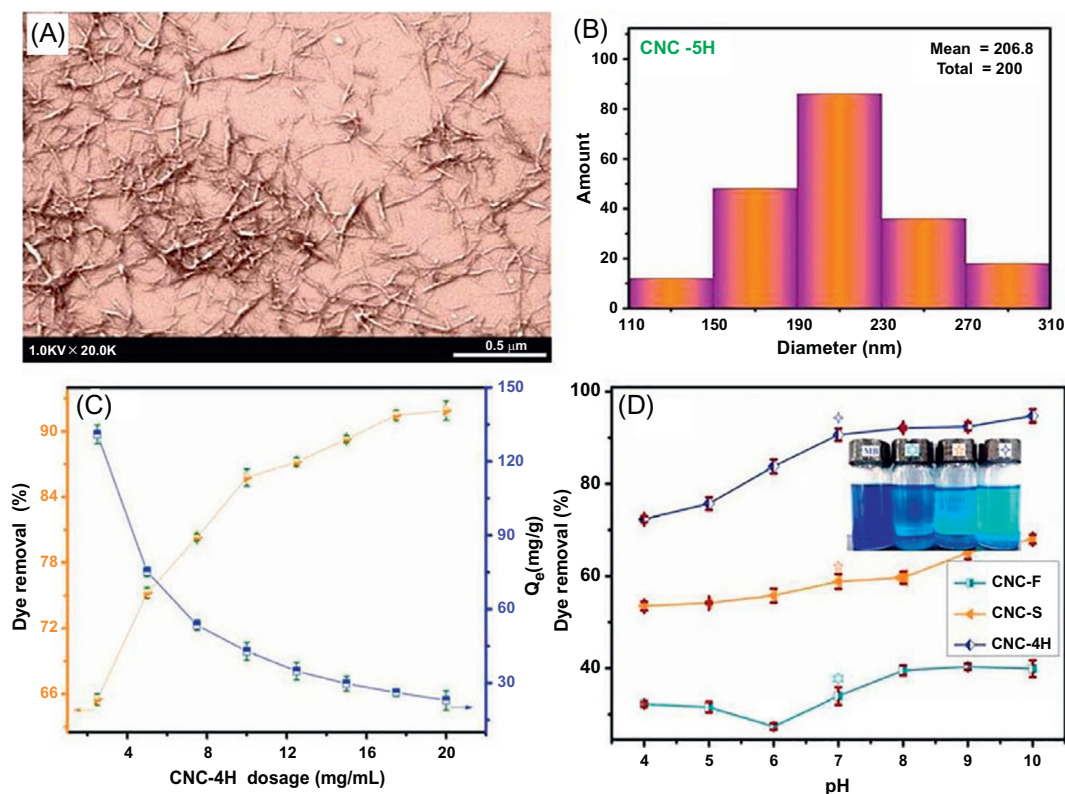 (A)
1.0KV × 20.0K
0.5 μm
(B)
CNC -5H
Mean = 206.8
Total = 200
Amount
100
80
60
40
20
0
110 150 190 230 270 310
Diameter (nm)
(C)
Dye removal (%)
90
84
78
72
66
150
120
90
60
30
Qe(mg/g)
4 8 12 16 20
CNC-4H dosage (mg/mL)
(D)
Dye removal (%)
100
80
60
40
MB
CNC-F
CNC-S
CNC-4H
4 5 6 7 8 9 10
pH